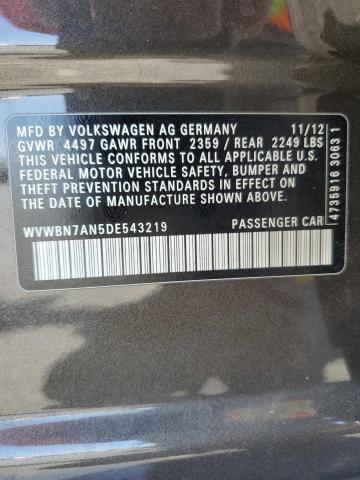 MFD BY VOLKSWAGEN AG GERMANY 11/12
GVWR 4497 GAWR FRONT 2359 / REAR 2249 LBS
THIS VEHICLE CONFORMS TO ALL APPLICABLE U.S.
FEDERAL MOTOR VEHICLE SAFETY, BUMPER AND
THEFT PREVENTION STANDARDS IN EFFECT ON THE
DATE OF MANUFACTURE SHOWN ABOVE.
WVWBN7AN5DE543219 PASSENGER CAR
4735916 3063 1